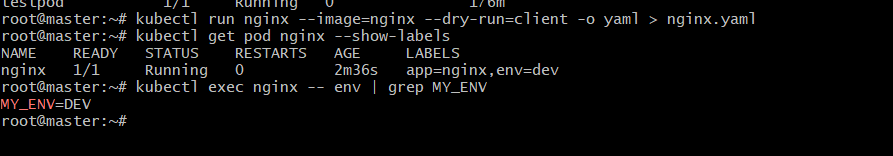 testpod 1/1 Running 0 176m
root@master:~# kubectl run nginx --image=nginx --dry-run=client -o yaml > nginx.yaml
root@master:~# kubectl get pod nginx --show-labels
NAME READY STATUS RESTARTS AGE LABELS
nginx 1/1 Running 0 2m36s app=nginx,env=dev
root@master:~# kubectl exec nginx -- env | grep MY_ENV
MY_ENV=DEV
root@master:~#